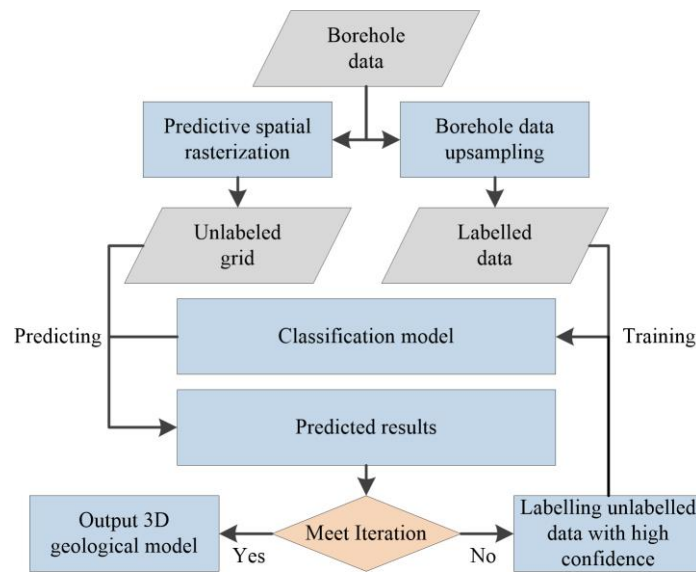 Borehole
data
Predictive spatial
rasterization
Borehole data
upsampling
Unlabeled
grid
Labelled
data
Predicting
Classification model
Training
Predicted results
Output 3D
geological model
Yes
Meet Iteration
No
Labelling unlabelled
data with high
confidence